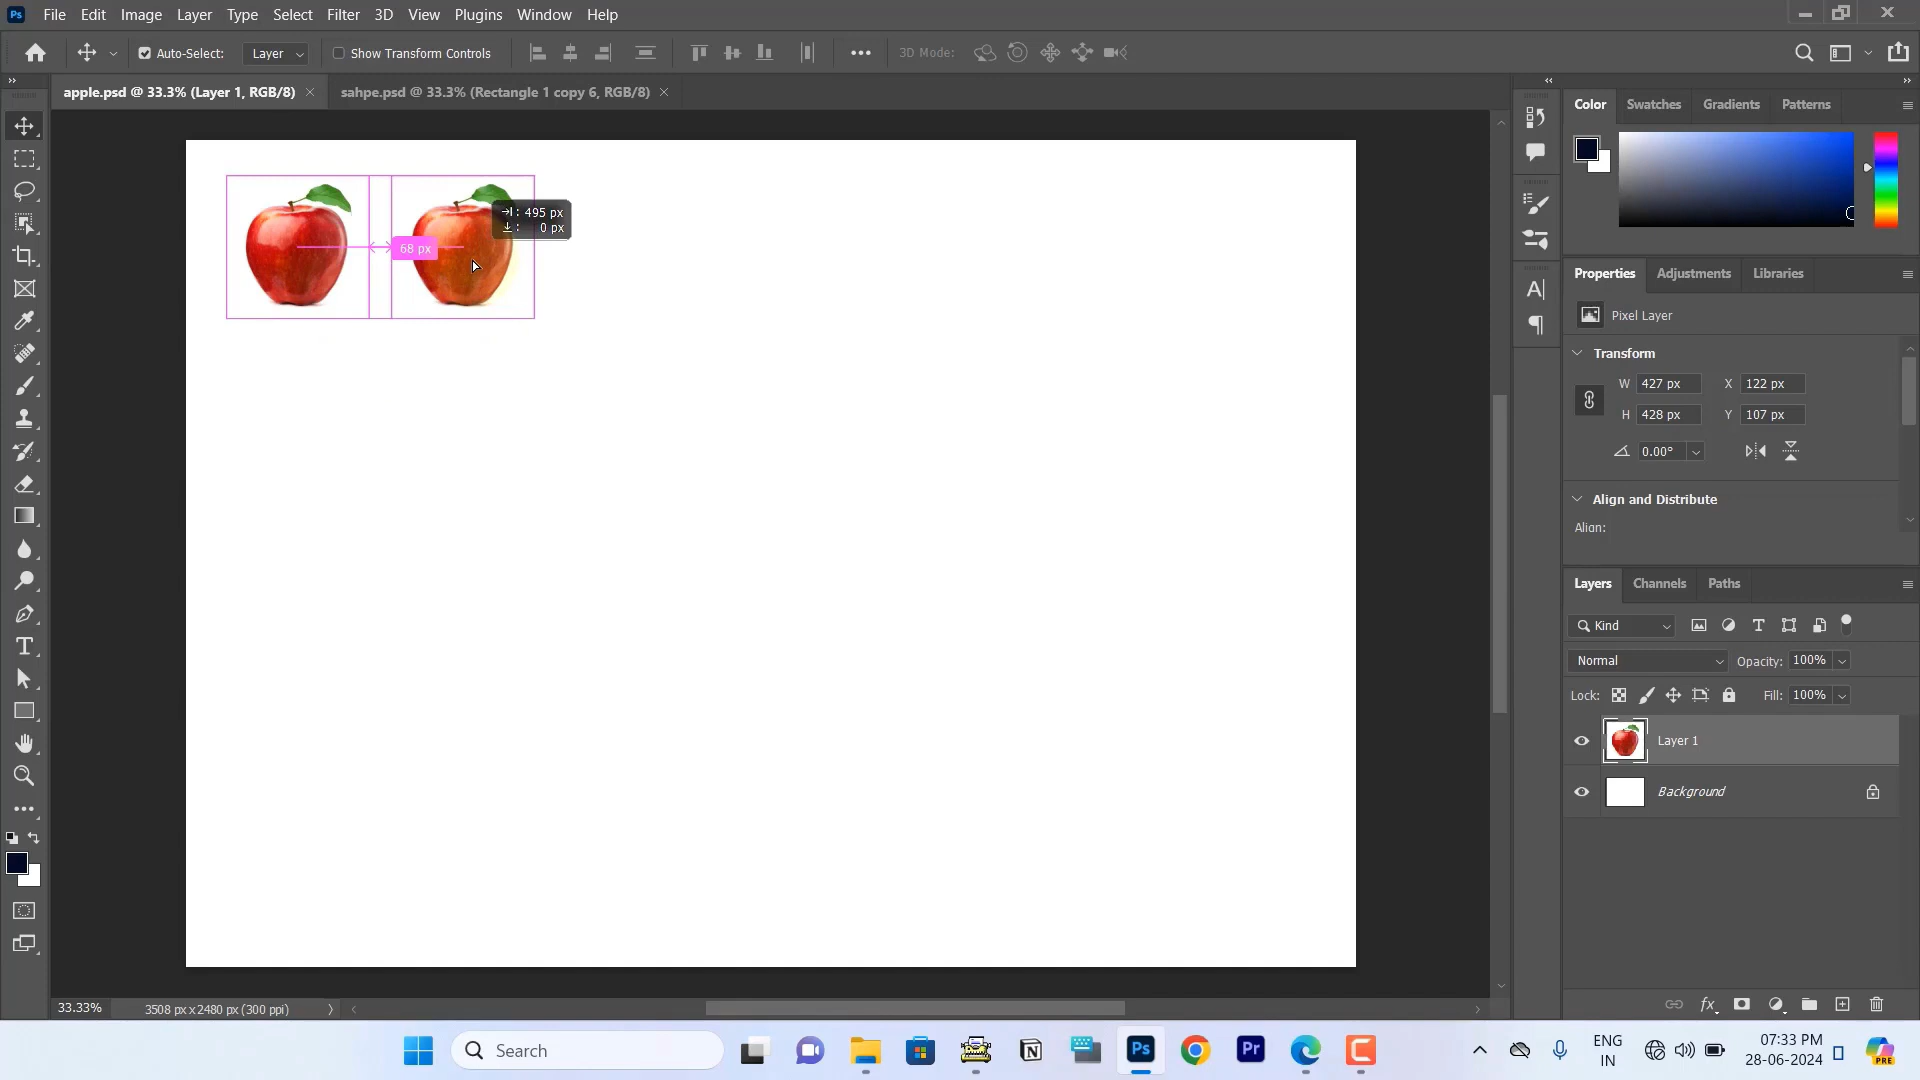 Ps File Edit Image Layer Type Select Filter 3D View Plugins Window Help
Auto-Select: Layer Show Transform Controls 3D Mode:
apple.psd @ 33.3% (Layer 1, RGB/8) sahpe.psd @ 33.3% (Rectangle 1 copy 6, RGB/8)
Color Swatches Gradients Patterns
→I: 495 px
0 px
68 px
Properties Adjustments Libraries
Pixel Layer
Transform
W 427 px X 122 px
H 428 px Y 107 px
0.00°
Align and Distribute
Align:
Layers Channels Paths
Kind
Normal Opacity: 100%
Lock: Fill: 100%
Layer 1
Background
fx
33.33% 3508 px x 2480 px (300 ppi)
Search
Ps
Pr
ENG
IN
07:33 PM
28-06-2024
PRE